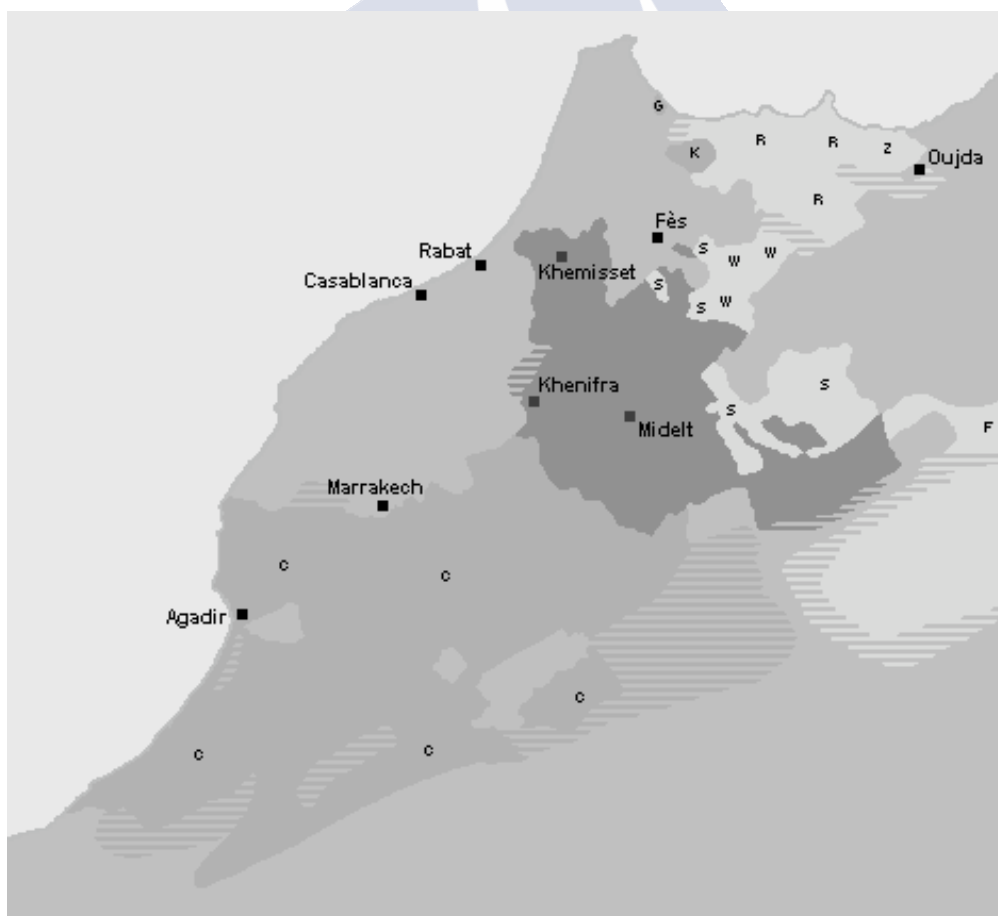 G
R
R
Z
K
Oujda
R
Fès
S
W
W
Rabat
Khemisset
Casablanca
S
S
W
Khenifra
S
S
Midelt
F
Marrakech
C
C
Agadir
C
C
C